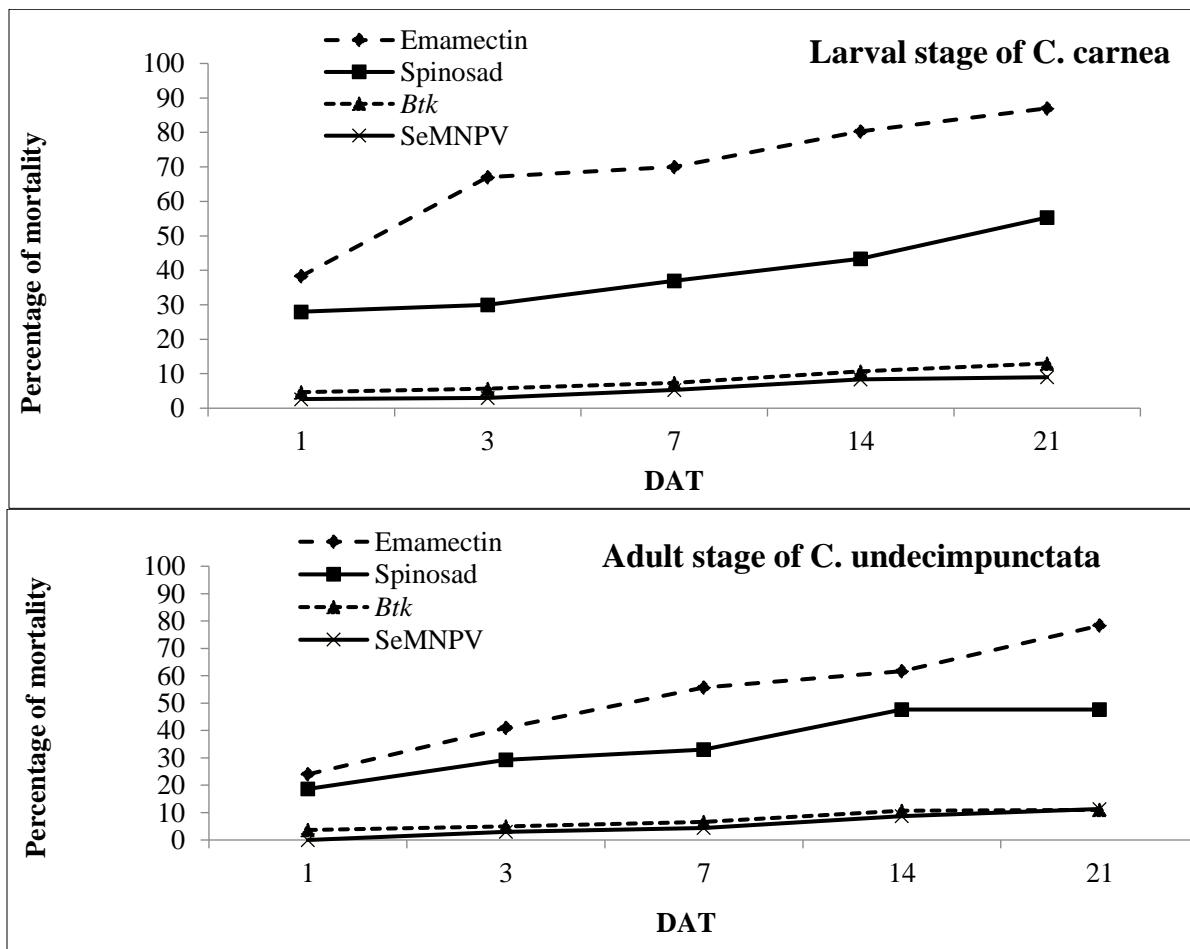 Emamectin
Spinosad
Btk
SeMNPV
Larval stage of C. carnea
Percentage of mortality
100
90
80
70
60
50
40
30
20
10
0
1 3 7 14 21
DAT
Emamectin
Spinosad
Btk
SeMNPV
Adult stage of C. undecimpunctata
Percentage of mortality
100
90
80
70
60
50
40
30
20
10
0
1 3 7 14 21
DAT